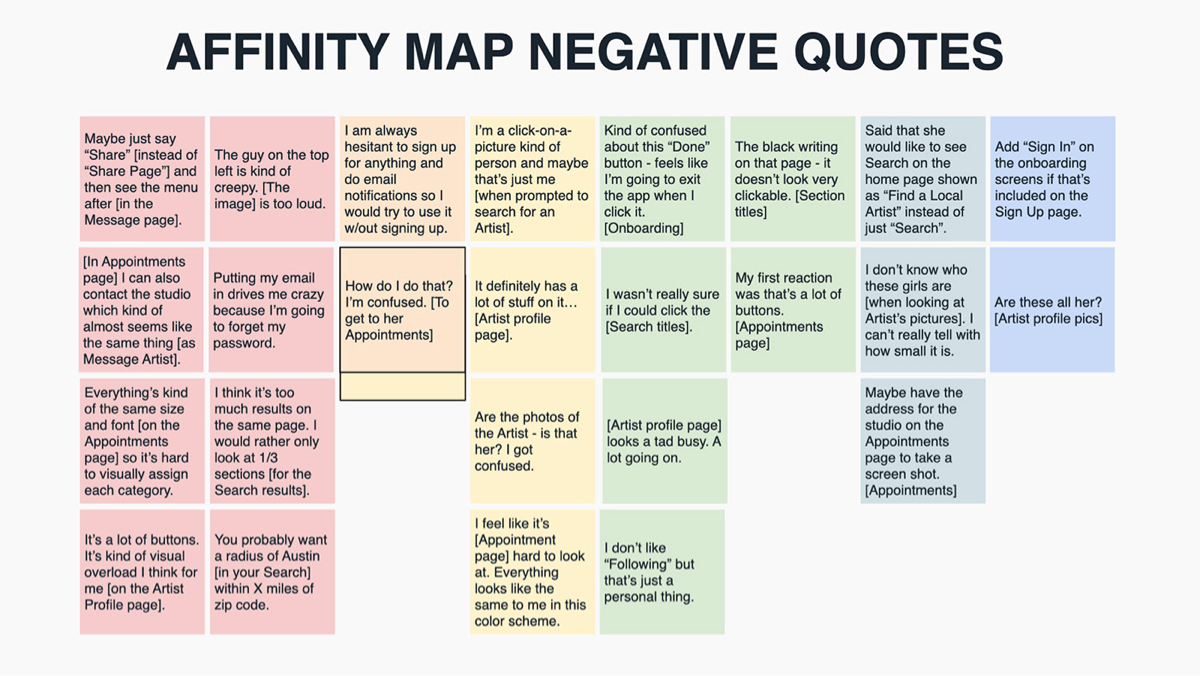 AFFINITY MAP NEGATIVE QUOTES
Maybe just say
“Share” [instead of
“Share Page”] and
then see the menu
after [in the
Message page].
The guy on the top
left is kind of
creepy. [The
image] is too loud.
I am always
hesitant to sign up
for anything and
do email
notifications so I
would try to use it
w/out signing up.
I’m a click-on-a-
picture kind of
person and maybe
that’s just me
[when prompted to
search for an
Artist].
Kind of confused
about this “Done”
button - feels like
I’m going to exit
the app when I
click it.
[Onboarding]
The black writing
on that page - it
doesn’t look very
clickable. [Section
titles]
Said that she
would like to see
Search on the
home page shown
as “Find a Local
Artist” instead of
just “Search”.
Add “Sign In” on
the onboarding
screens if that’s
included on the
Sign Up page.
[In Appointments
page] I can also
contact the studio
which kind of
almost seems like
the same thing [as
Message Artist].
Putting my email
in drives me crazy
because I’m going
to forget my
password.
How do I do that?
I’m confused. [To
get to her
Appointments]
It definitely has a
lot of stuff on it…
[Artist profile
page].
I wasn’t really sure
if I could click the
[Search titles].
My first reaction
was that’s a lot of
buttons.
[Appointments
page]
I don’t know who
these girls are
[when looking at
Artist’s pictures]. I
can’t really tell with
how small it is.
Are these all her?
[Artist profile pics]
Everything’s kind
of the same size
and font [on the
Appointments
page] so it’s hard
to visually assign
each category.
I think it’s too
much results on
the same page. I
would rather only
look at 1/3
sections [for the
Search results].
Are the photos of
the Artist - is that
her? I got
confused.
[Artist profile page]
looks a tad busy. A
lot going on.
Maybe have the
address for the
studio on the
Appointments
page to take a
screen shot.
[Appointments]
It’s a lot of buttons.
It’s kind of visual
overload I think for
me [on the Artist
Profile page].
You probably want
a radius of Austin
[in your Search]
within X miles of
zip code.
I feel like it’s
[Appointment
page] hard to look
at. Everything
looks like the
same to me in this
color scheme.
I don’t like
“Following” but
that’s just a
personal thing.